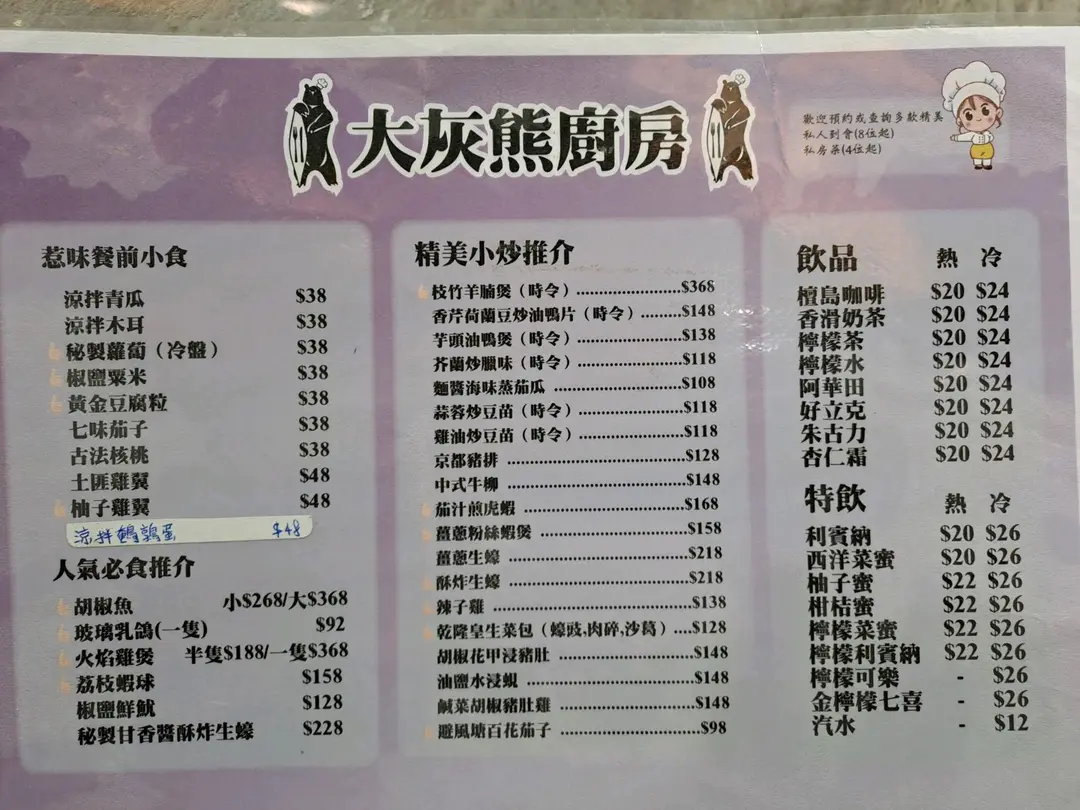 大灰熊廚房
歡迎預約或查詢多款精美
私人到會(8位起)
私房菜(4位起)
惹味餐前小食
涼拌青瓜 $38
涼拌木耳 $38
秘製蘿蔔（冷盤） $38
椒鹽粟米 $38
黃金豆腐粒 $38
七味茄子 $38
古法核桃 $38
土匪雞翼 $48
柚子雞翼 $48
涼拌鵪鶉蛋 $48
人氣必食推介
胡椒魚 小$268/大$368
玻璃乳鴿(一隻) $92
火焰雞煲 半隻$188/一隻$368
荔枝蝦球 $158
椒鹽鮮魷 $128
秘製甘香醬酥炸生蠔 $228
精美小炒推介
枝竹羊腩煲（時令）$368
香芹荷蘭豆炒油鴨片（時令）$148
芋頭油鴨煲（時令）$138
芥蘭炒臘味（時令）$118
麵醬海味蒸茄瓜 $108
蒜蓉炒豆苗（時令）$118
雞油炒豆苗（時令）$118
京都豬排 $128
中式牛柳 $148
茄汁煎虎蝦 $168
薑蔥粉絲蝦煲 $158
薑蔥生蠔 $218
酥炸生蠔 $218
辣子雞 $138
乾隆皇生菜包（蠔豉,肉碎,沙葛）$128
胡椒花甲浸豬肚 $148
油鹽水浸蜆 $148
鹹菜胡椒豬肚雞 $148
避風塘百花茄子 $98
飲品 熱 冷
檀島咖啡 $20 $24
香滑奶茶 $20 $24
檸檬茶 $20 $24
檸檬水 $20 $24
阿華田 $20 $24
好立克 $20 $24
朱古力 $20 $24
杏仁霜 $20 $24
特飲 熱 冷
利賓納 $20 $26
西洋菜蜜 $20 $26
柚子蜜 $22 $26
柑桔蜜 $22 $26
檸檬菜蜜 $22 $26
檸檬利賓納 $22 $26
檸檬可樂 - $26
金檸檬七喜 - $26
汽水 - $12